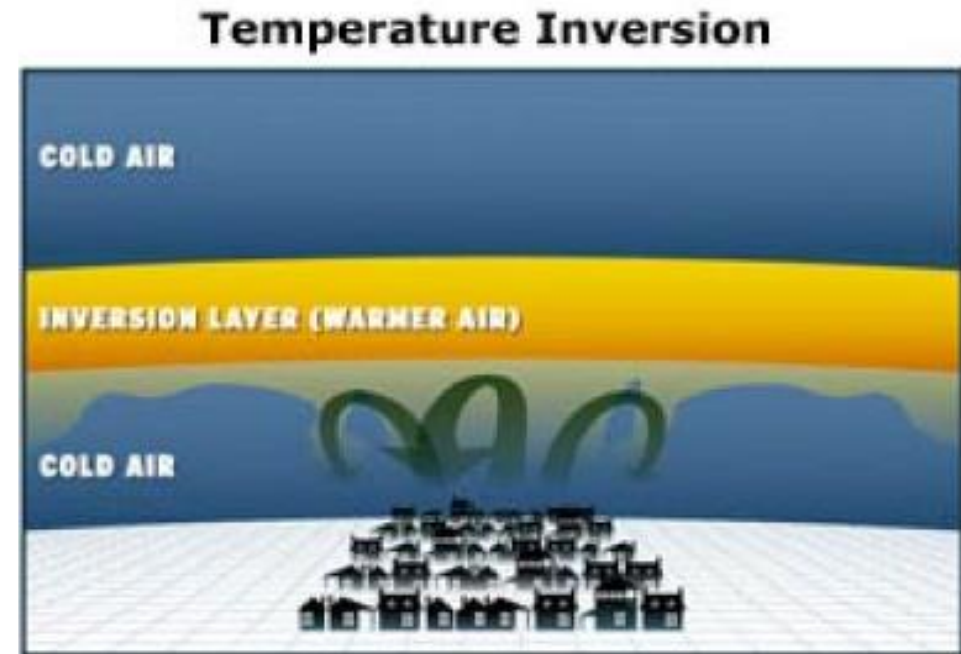 Temperature Inversion
COLD AIR
INVERSION LAYER (WARMER AIR)
COLD AIR